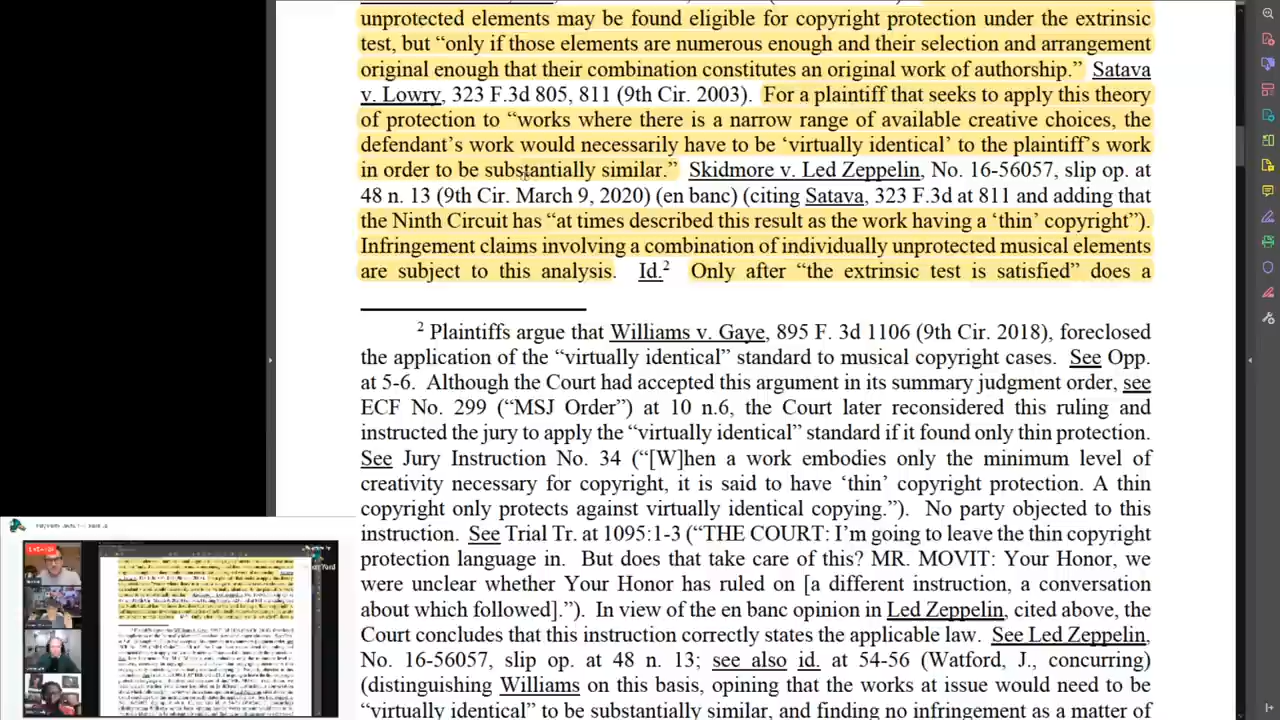 unprotected elements may be found eligible for copyright protection under the extrinsic
test, but “only if those elements are numerous enough and their selection and arrangement
original enough that their combination constitutes an original work of authorship.” Satava
v. Lowry, 323 F.3d 805, 811 (9th Cir. 2003). For a plaintiff that seeks to apply this theory
of protection to “works where there is a narrow range of available creative choices, the
defendant’s work would necessarily have to be ‘virtually identical’ to the plaintiff’s work
in order to be substantially similar.” Skidmore v. Led Zeppelin, No. 16-56057, slip op. at
48 n. 13 (9th Cir. March 9, 2020) (en banc) (citing Satava, 323 F.3d at 811 and adding that
the Ninth Circuit has “at times described this result as the work having a ‘thin’ copyright”).
Infringement claims involving a combination of individually unprotected musical elements
are subject to this analysis. Id.2 Only after “the extrinsic test is satisfied” does a
2 Plaintiffs argue that Williams v. Gaye, 895 F. 3d 1106 (9th Cir. 2018), foreclosed
the application of the “virtually identical” standard to musical copyright cases. See Opp.
at 5-6. Although the Court had accepted this argument in its summary judgment order, see
ECF No. 299 (“MSJ Order”) at 10 n.6, the Court later reconsidered this ruling and
instructed the jury to apply the “virtually identical” standard if it found only thin protection.
See Jury Instruction No. 34 (“[W]hen a work embodies only the minimum level of
creativity necessary for copyright, it is said to have ‘thin’ copyright protection. A thin
copyright only protects against virtually identical copying.”). No party objected to this
instruction. See Trial Tr. at 1095:1-3 (“THE COURT: I’m going to leave the thin copyright
protection language in. But does that take care of this? MR. MOVIT: Your Honor, we
were unclear whether Your Honor has ruled on [a different instruction, a conversation
about which followed].”). In view of the en banc opinion in Led Zeppelin, cited above, the
Court concludes that this instruction correctly states the applicable law. See Led Zeppelin,
No. 16-56057, slip op. at 48 n. 13; see also id. at 54-56 (Watford, J., concurring)
(distinguishing Williams on this basis, opining that the two works at issue would need to be
“virtually identical” to be substantially similar, and finding no infringement as a matter of